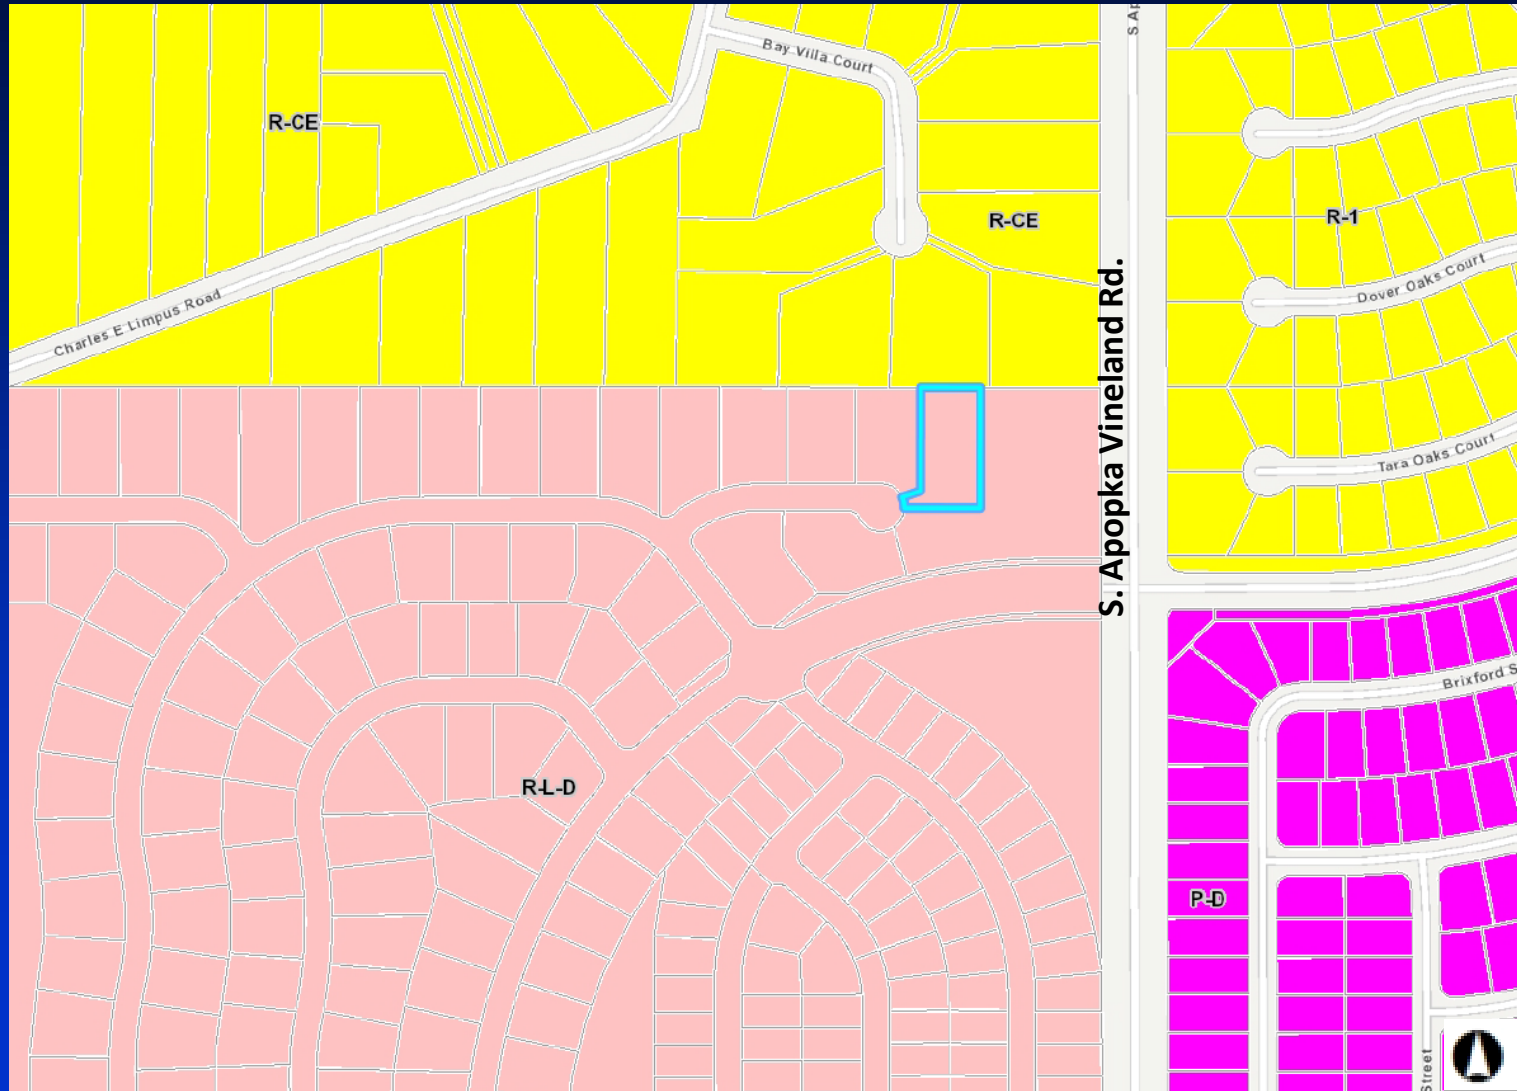 S. Ap
Bay Villa Court
R-CE
R-CE
R-1
Dover Oaks Court
Charles E Limpus Road
S. Apopka Vineland Rd.
Tara Oaks Court
Brixford S
R-L-D
P-D
Street